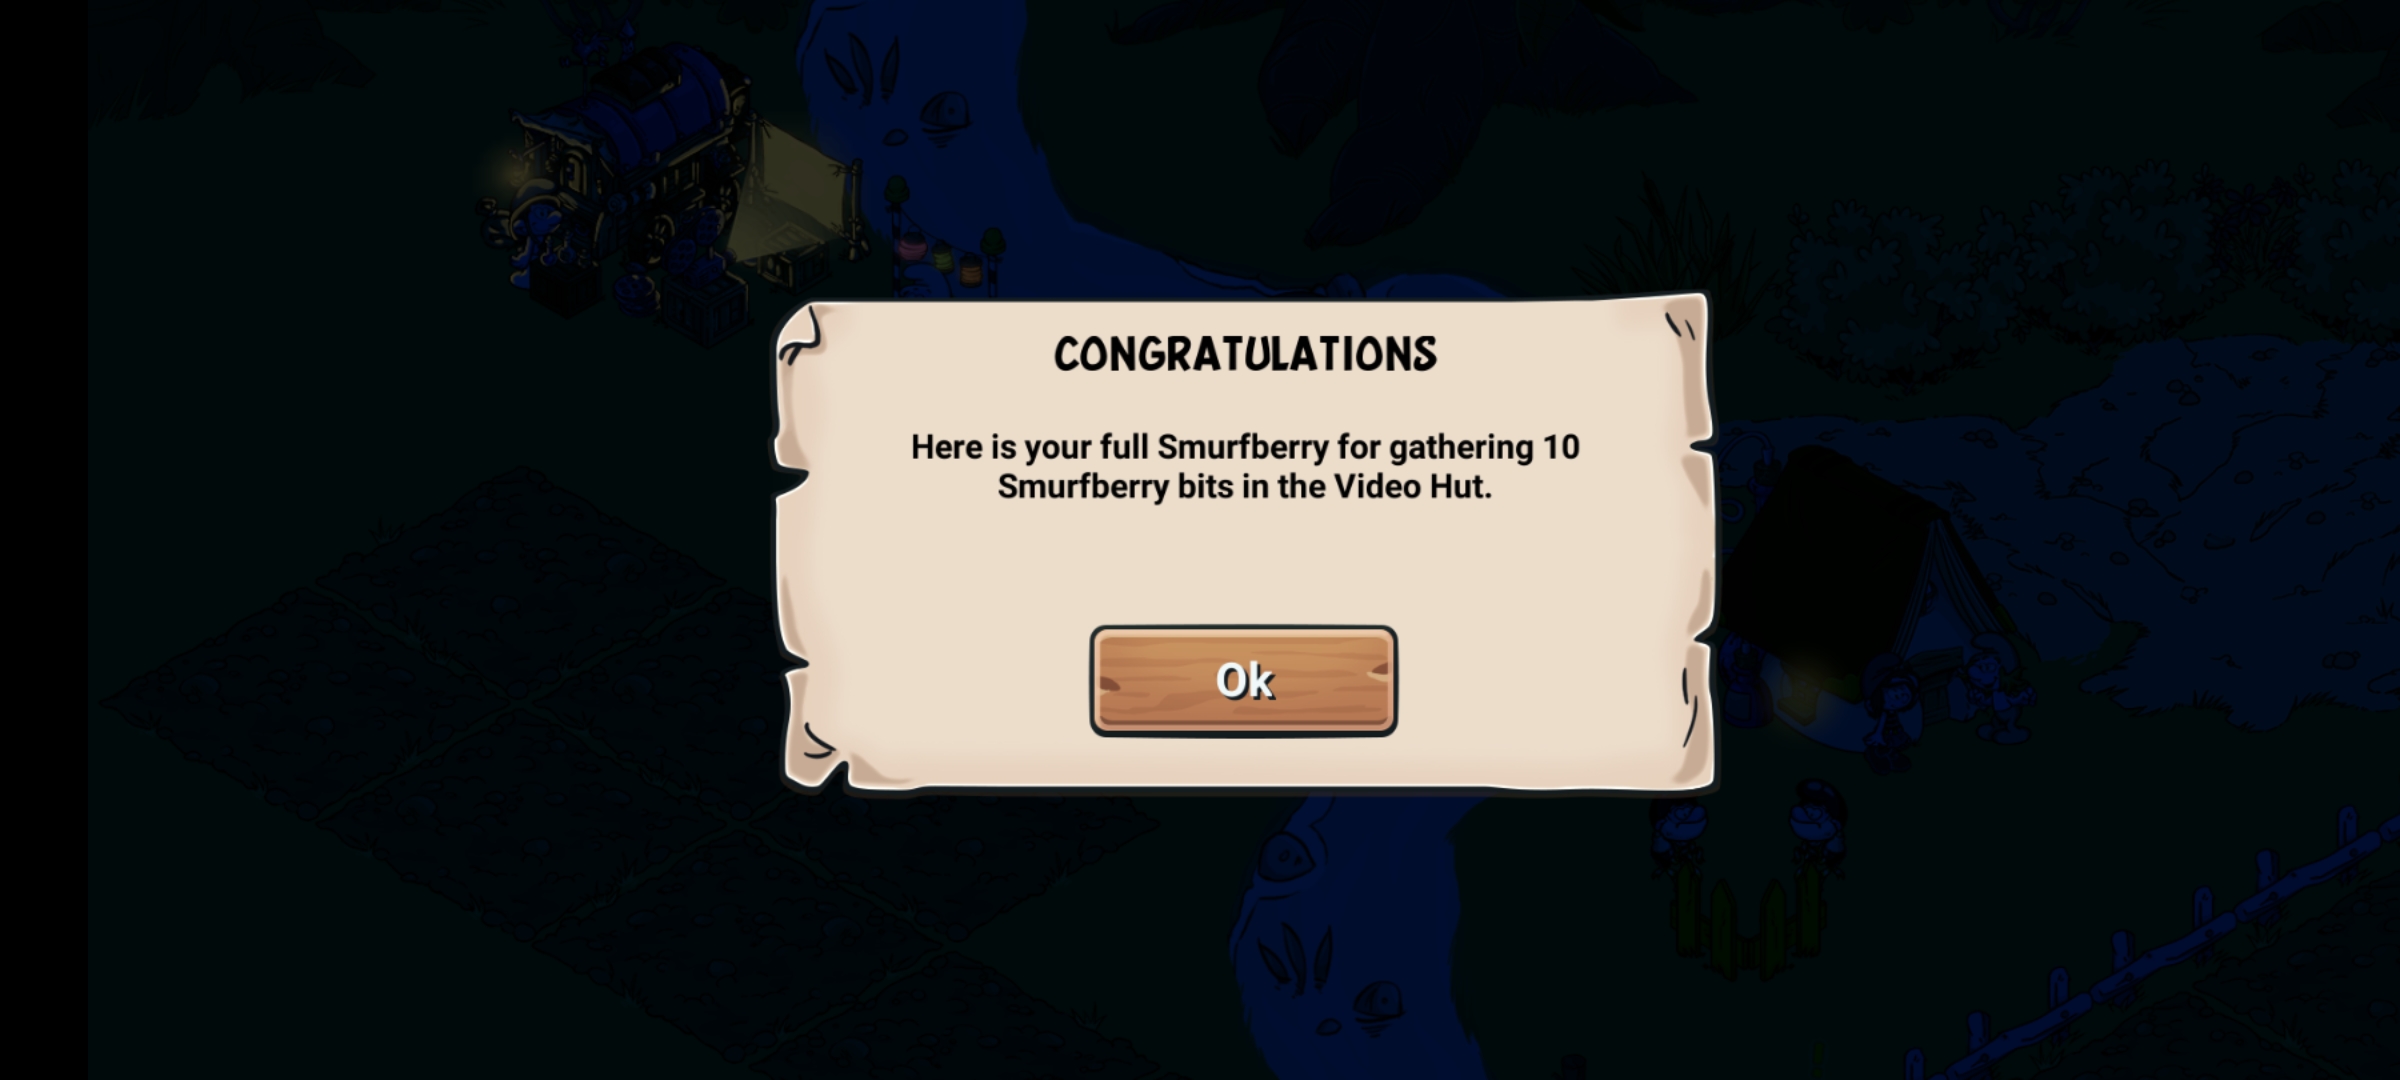 CONGRATULATIONS
Here is your full Smurfberry for gathering 10
Smurfberry bits in the Video Hut.
Ok